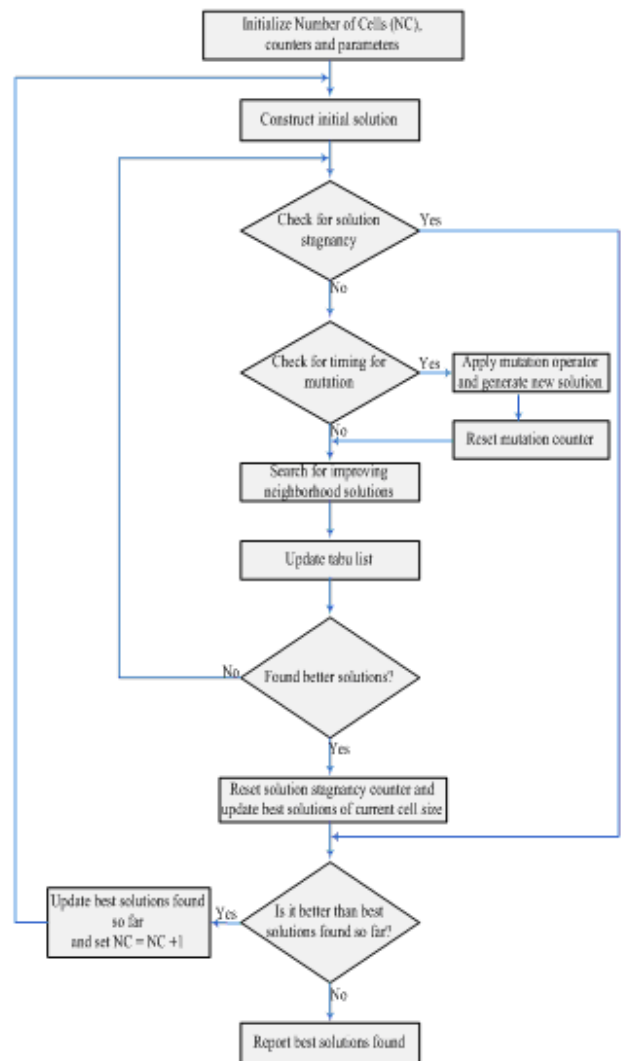 Initialize Number of Cells (NC),
counters and parameters
Construct initial solution
Check for solution
stagnancy
Yes
No
Check for timing for
mutation
Yes
Apply mutation operator
and generate new solution
Reset mutation counter
No
Search for improving
neighborhood solutions
Update tabu list
Found better solutions?
No
Yes
Reset solution stagnancy counter and
update best solutions of current cell size
Is it better than best
solutions found so far?
Yes
Update best solutions found
so far
and set NC = NC +1
No
Report best solutions found